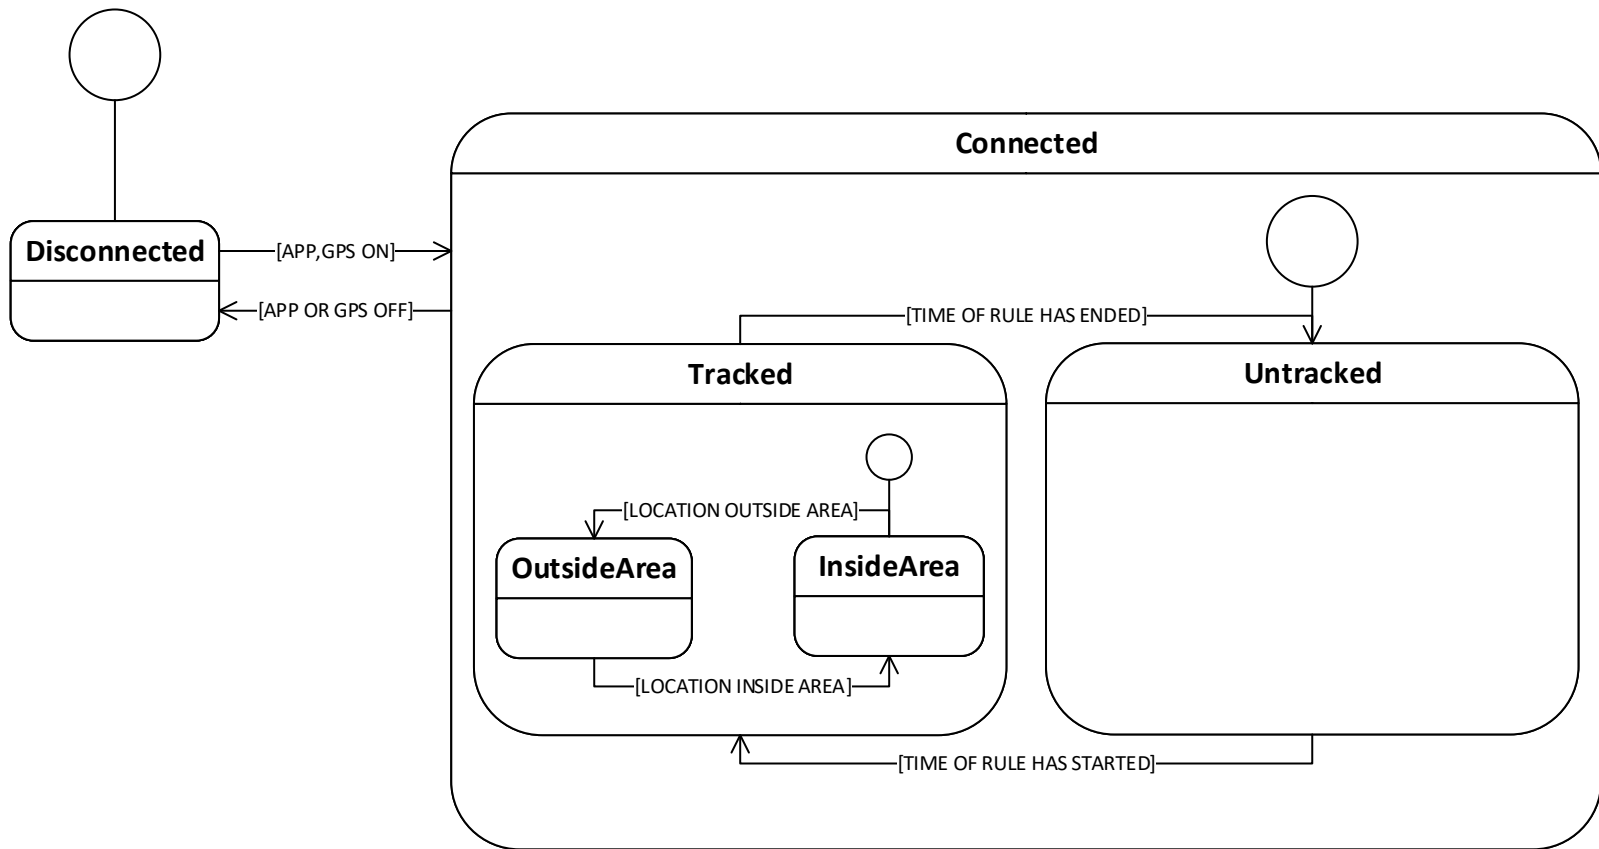 Connected
Disconnected
[APP,GPS ON]
[APP OR GPS OFF]
[TIME OF RULE HAS ENDED]
Tracked
Untracked
[LOCATION OUTSIDE AREA]
OutsideArea
InsideArea
[LOCATION INSIDE AREA]
[TIME OF RULE HAS STARTED]